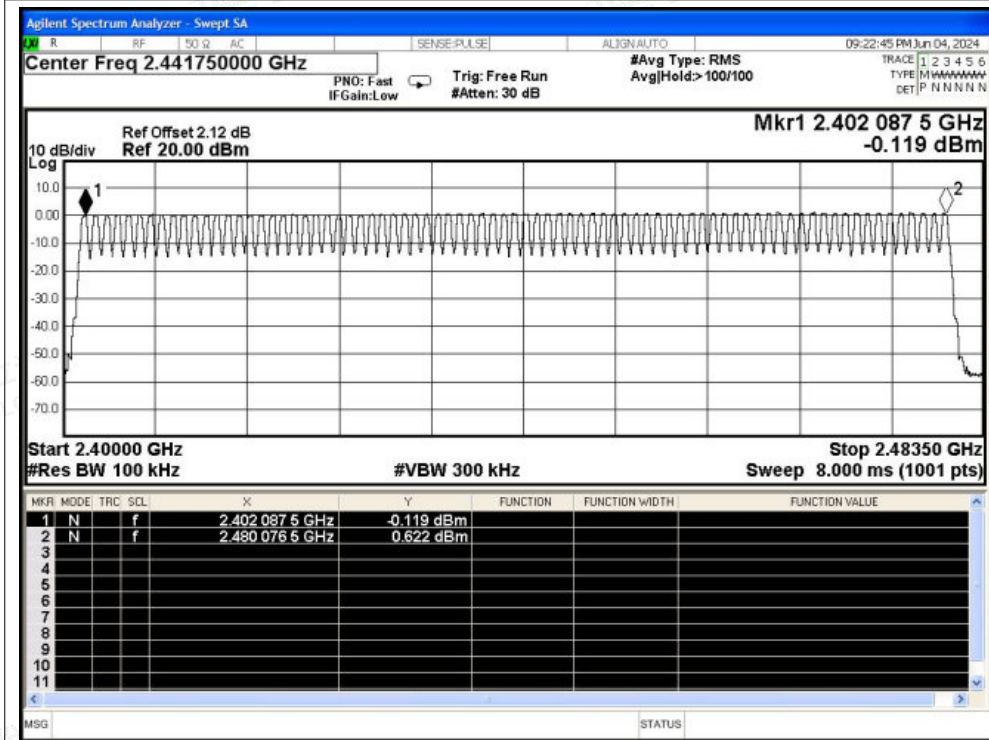 Agilent Spectrum Analyzer - Swept SA
LXI R RF 50 Ω AC SENSE:PULSE ALIGNAUTO 09:22:45 PM Jun 04, 2024
Center Freq 2.441750000 GHz #Avg Type: RMS TRACE 1 2 3 4 5 6
PNO: Fast Trig: Free Run Avg|Hold:>100/100 TYPE M WWWWW
IFGain:Low #Atten: 30 dB DET P N N N N N
Mkr1 2.402 087 5 GHz
Ref Offset 2.12 dB
10 dB/div Ref 20.00 dBm -0.119 dBm
Log
10.0
1
2
0.00
-10.0
-20.0
-30.0
-40.0
-50.0
-60.0
-70.0
Start 2.40000 GHz Stop 2.48350 GHz
#Res BW 100 kHz #VBW 300 kHz Sweep 8.000 ms (1001 pts)
MKR MODE TRC SCL X Y FUNCTION FUNCTION WIDTH FUNCTION VALUE
1 N f 2.402 087 5 GHz -0.119 dBm
2 N f 2.480 076 5 GHz 0.622 dBm
3
4
5
6
7
8
9
10
11
MSG STATUS